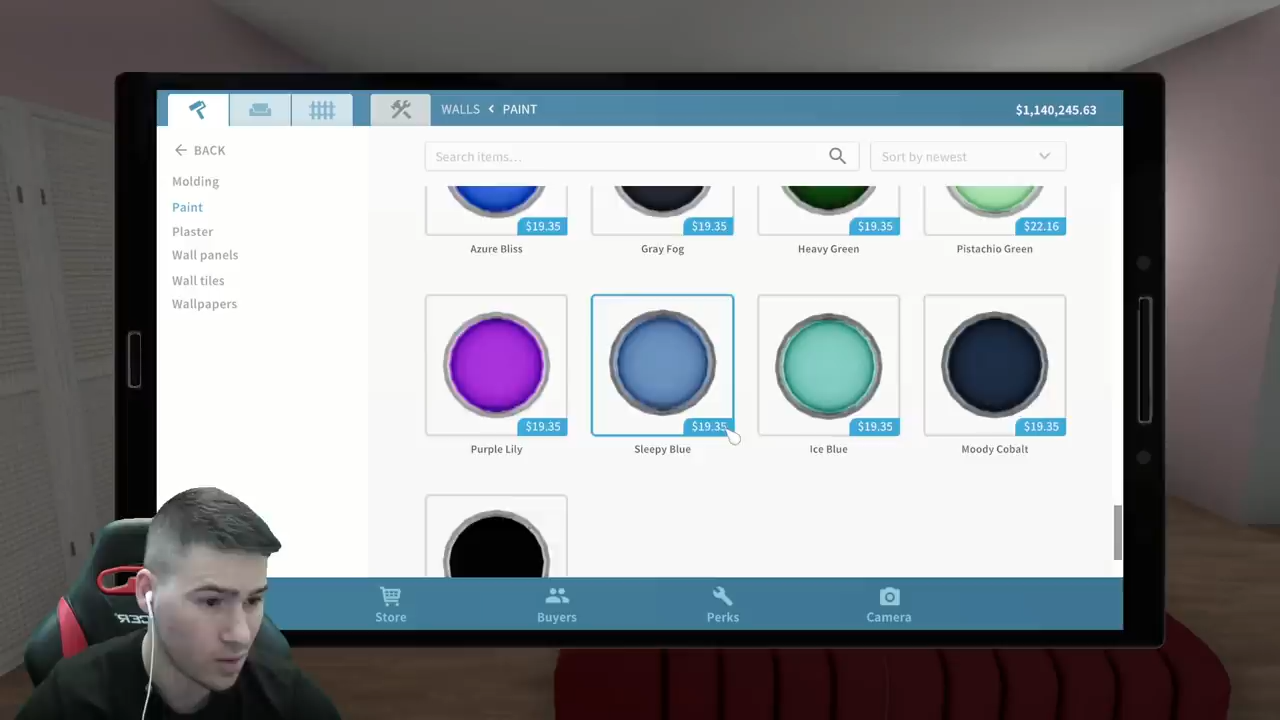 WALLS < PAINT
$1,140,245.63
BACK
Search items...
Sort by newest
Molding
Paint
Plaster
Wall panels
Wall tiles
Wallpapers
$19.35
$19.35
$19.35
$22.16
Azure Bliss
Gray Fog
Heavy Green
Pistachio Green
$19.35
$19.35
$19.35
$19.35
Purple Lily
Sleepy Blue
Ice Blue
Moody Cobalt
Store
Buyers
Perks
Camera